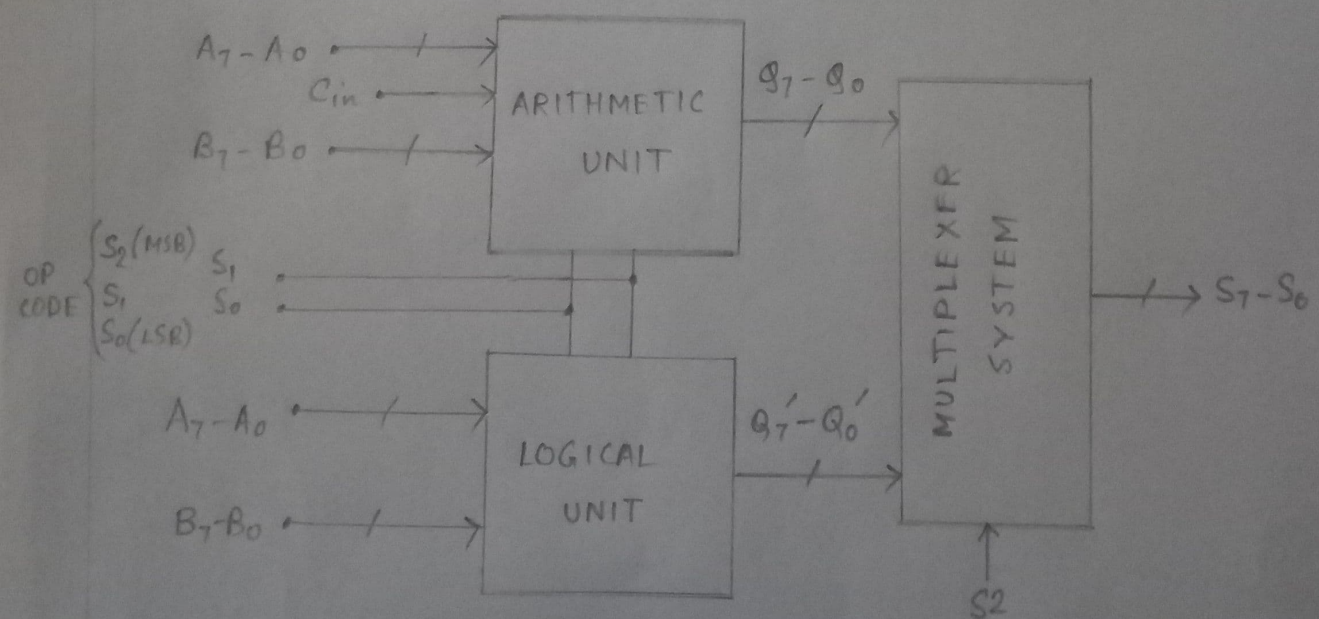 A7-A0
Cin
B7-B0
ARITHMETIC
UNIT
Q7-Q0
OP
CODE
S2(MSB)
S1
S0(LSB)
S1
S0
A7-A0
B7-B0
LOGICAL
UNIT
Q7'-Q0'
MULTIPLEXER
SYSTEM
S7-S0
S2